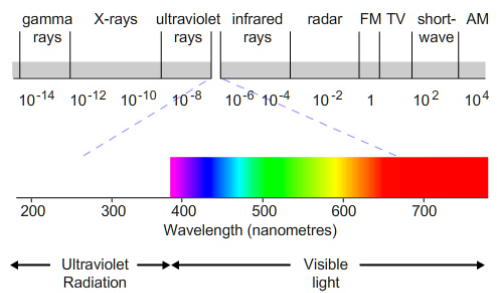 gamma rays X-rays ultraviolet rays infrared rays radar FM TV short-wave AM
10⁻¹⁴ 10⁻¹² 10⁻¹⁰ 10⁻⁸ 10⁻⁶ 10⁻⁴ 10⁻² 1 10² 10⁴
200 300 400 500 600 700
Wavelength (nanometres)
Ultraviolet Radiation
Visible light